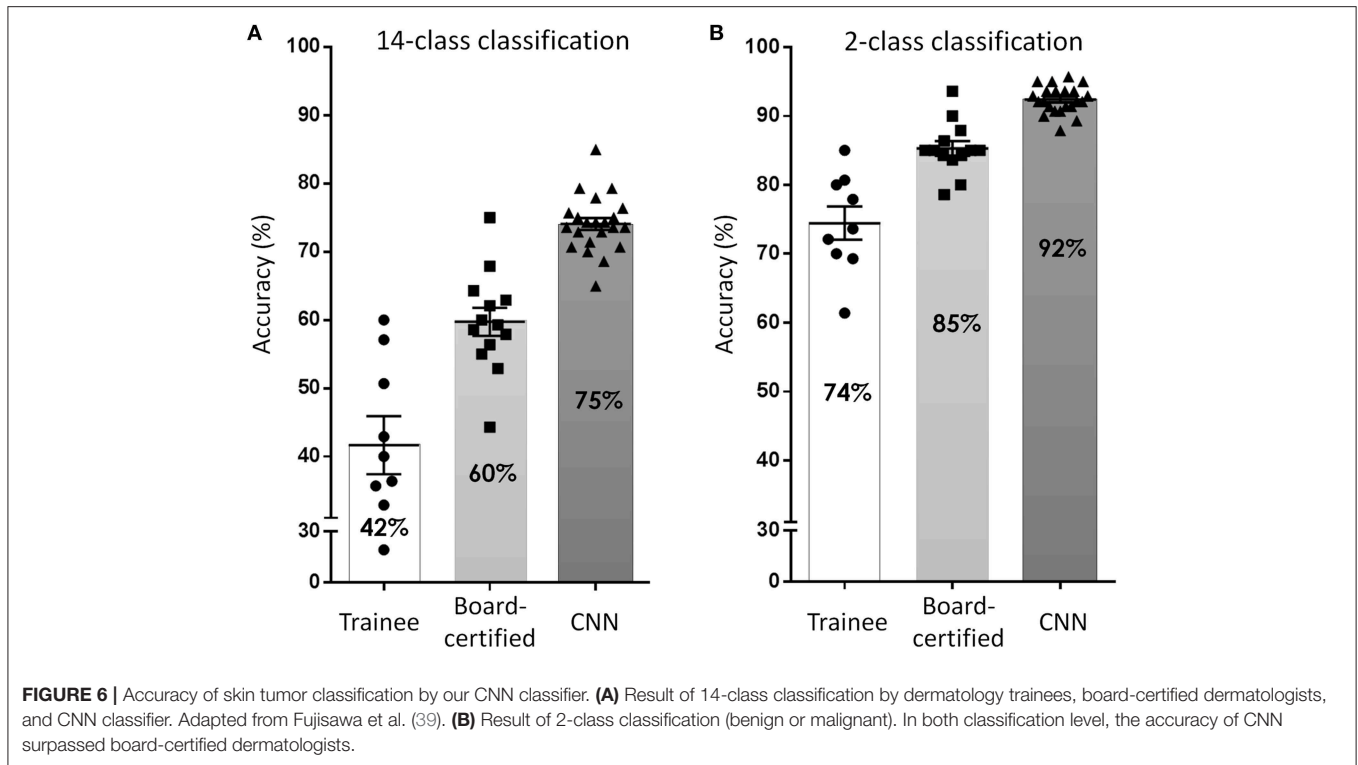 A
14-class classification
100
90
80
70
60
50
40
30
0
Accuracy (%)
42%
60%
75%
Trainee
Board-
certified
CNN
B
2-class classification
100
90
80
70
60
50
40
30
0
Accuracy (%)
74%
85%
92%
Trainee
Board-
certified
CNN
FIGURE 6 | Accuracy of skin tumor classification by our CNN classifier. (A) Result of 14-class classification by dermatology trainees, board-certified dermatologists,
and CNN classifier. Adapted from Fujisawa et al. (39). (B) Result of 2-class classification (benign or malignant). In both classification level, the accuracy of CNN
surpassed board-certified dermatologists.